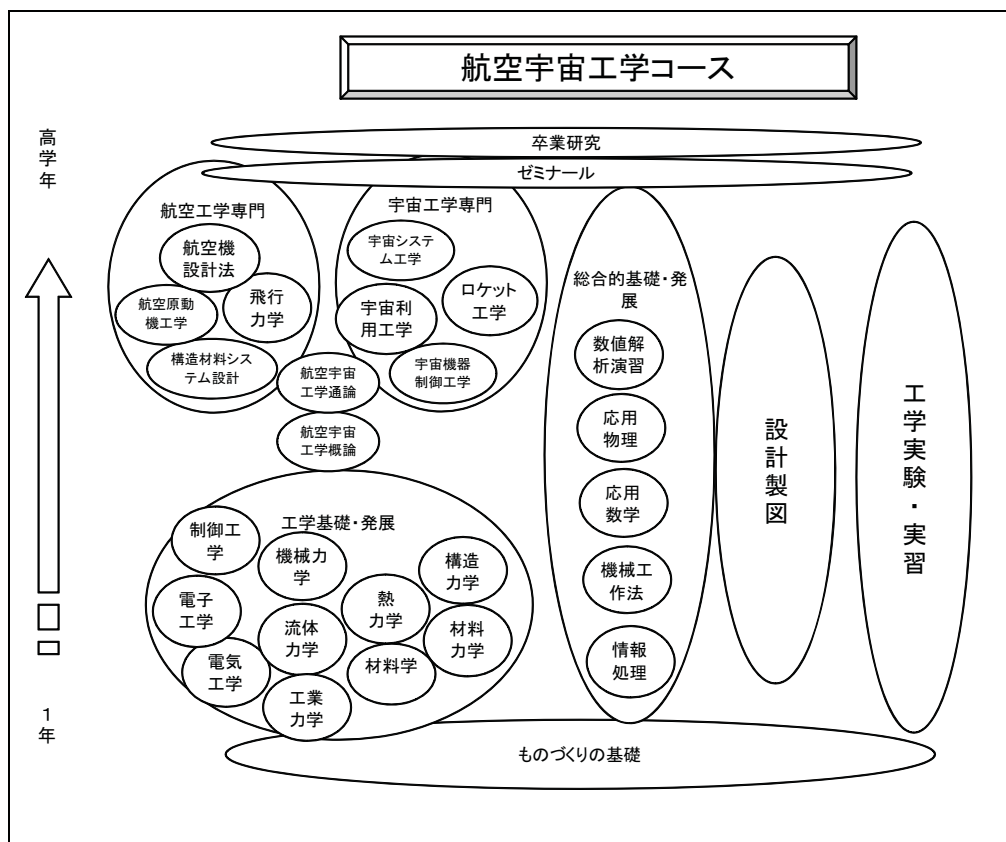 航空宇宙工学コース
高学年
卒業研究
ゼミナール
航空工学専門
航空機
設計法
航空原動
機工学
飛行
力学
構造材料シス
テム設計
宇宙工学専門
宇宙システ
ム工学
ロケット
工学
宇宙利
用工学
宇宙機器
制御工学
航空宇宙
工学通論
航空宇宙
工学概論
総合的基礎・発
展
数値解
析演習
応用
物理
応用
数学
機械工
作法
情報
処理
設計製図
工学実験・実習
工学基礎・発展
制御工
学
機械力
学
構造
力学
電子
工学
熱
力学
流体
力学
材料
力学
電気
工学
材料学
工業
力学
1年
ものづくりの基礎